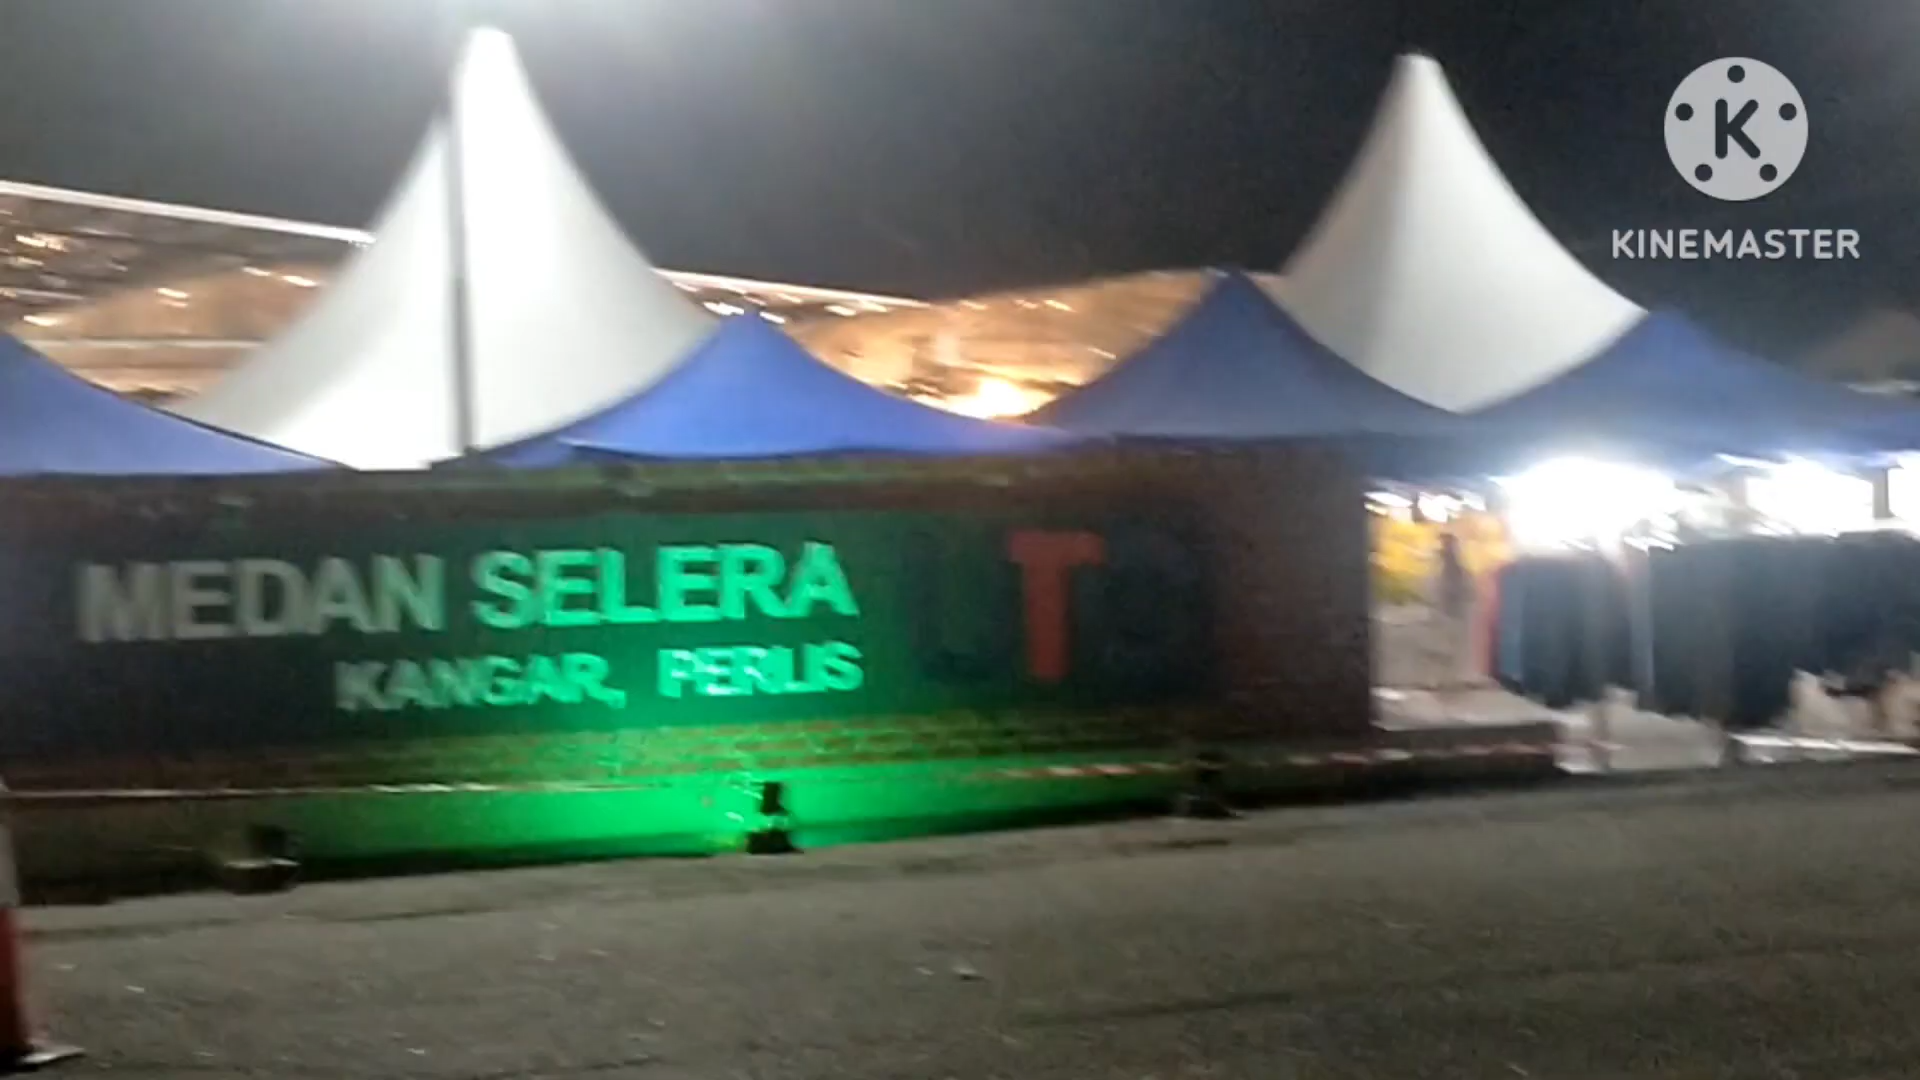 K
KINEMASTER
MEDAN SELERA
KANGAR, PERLIS
T